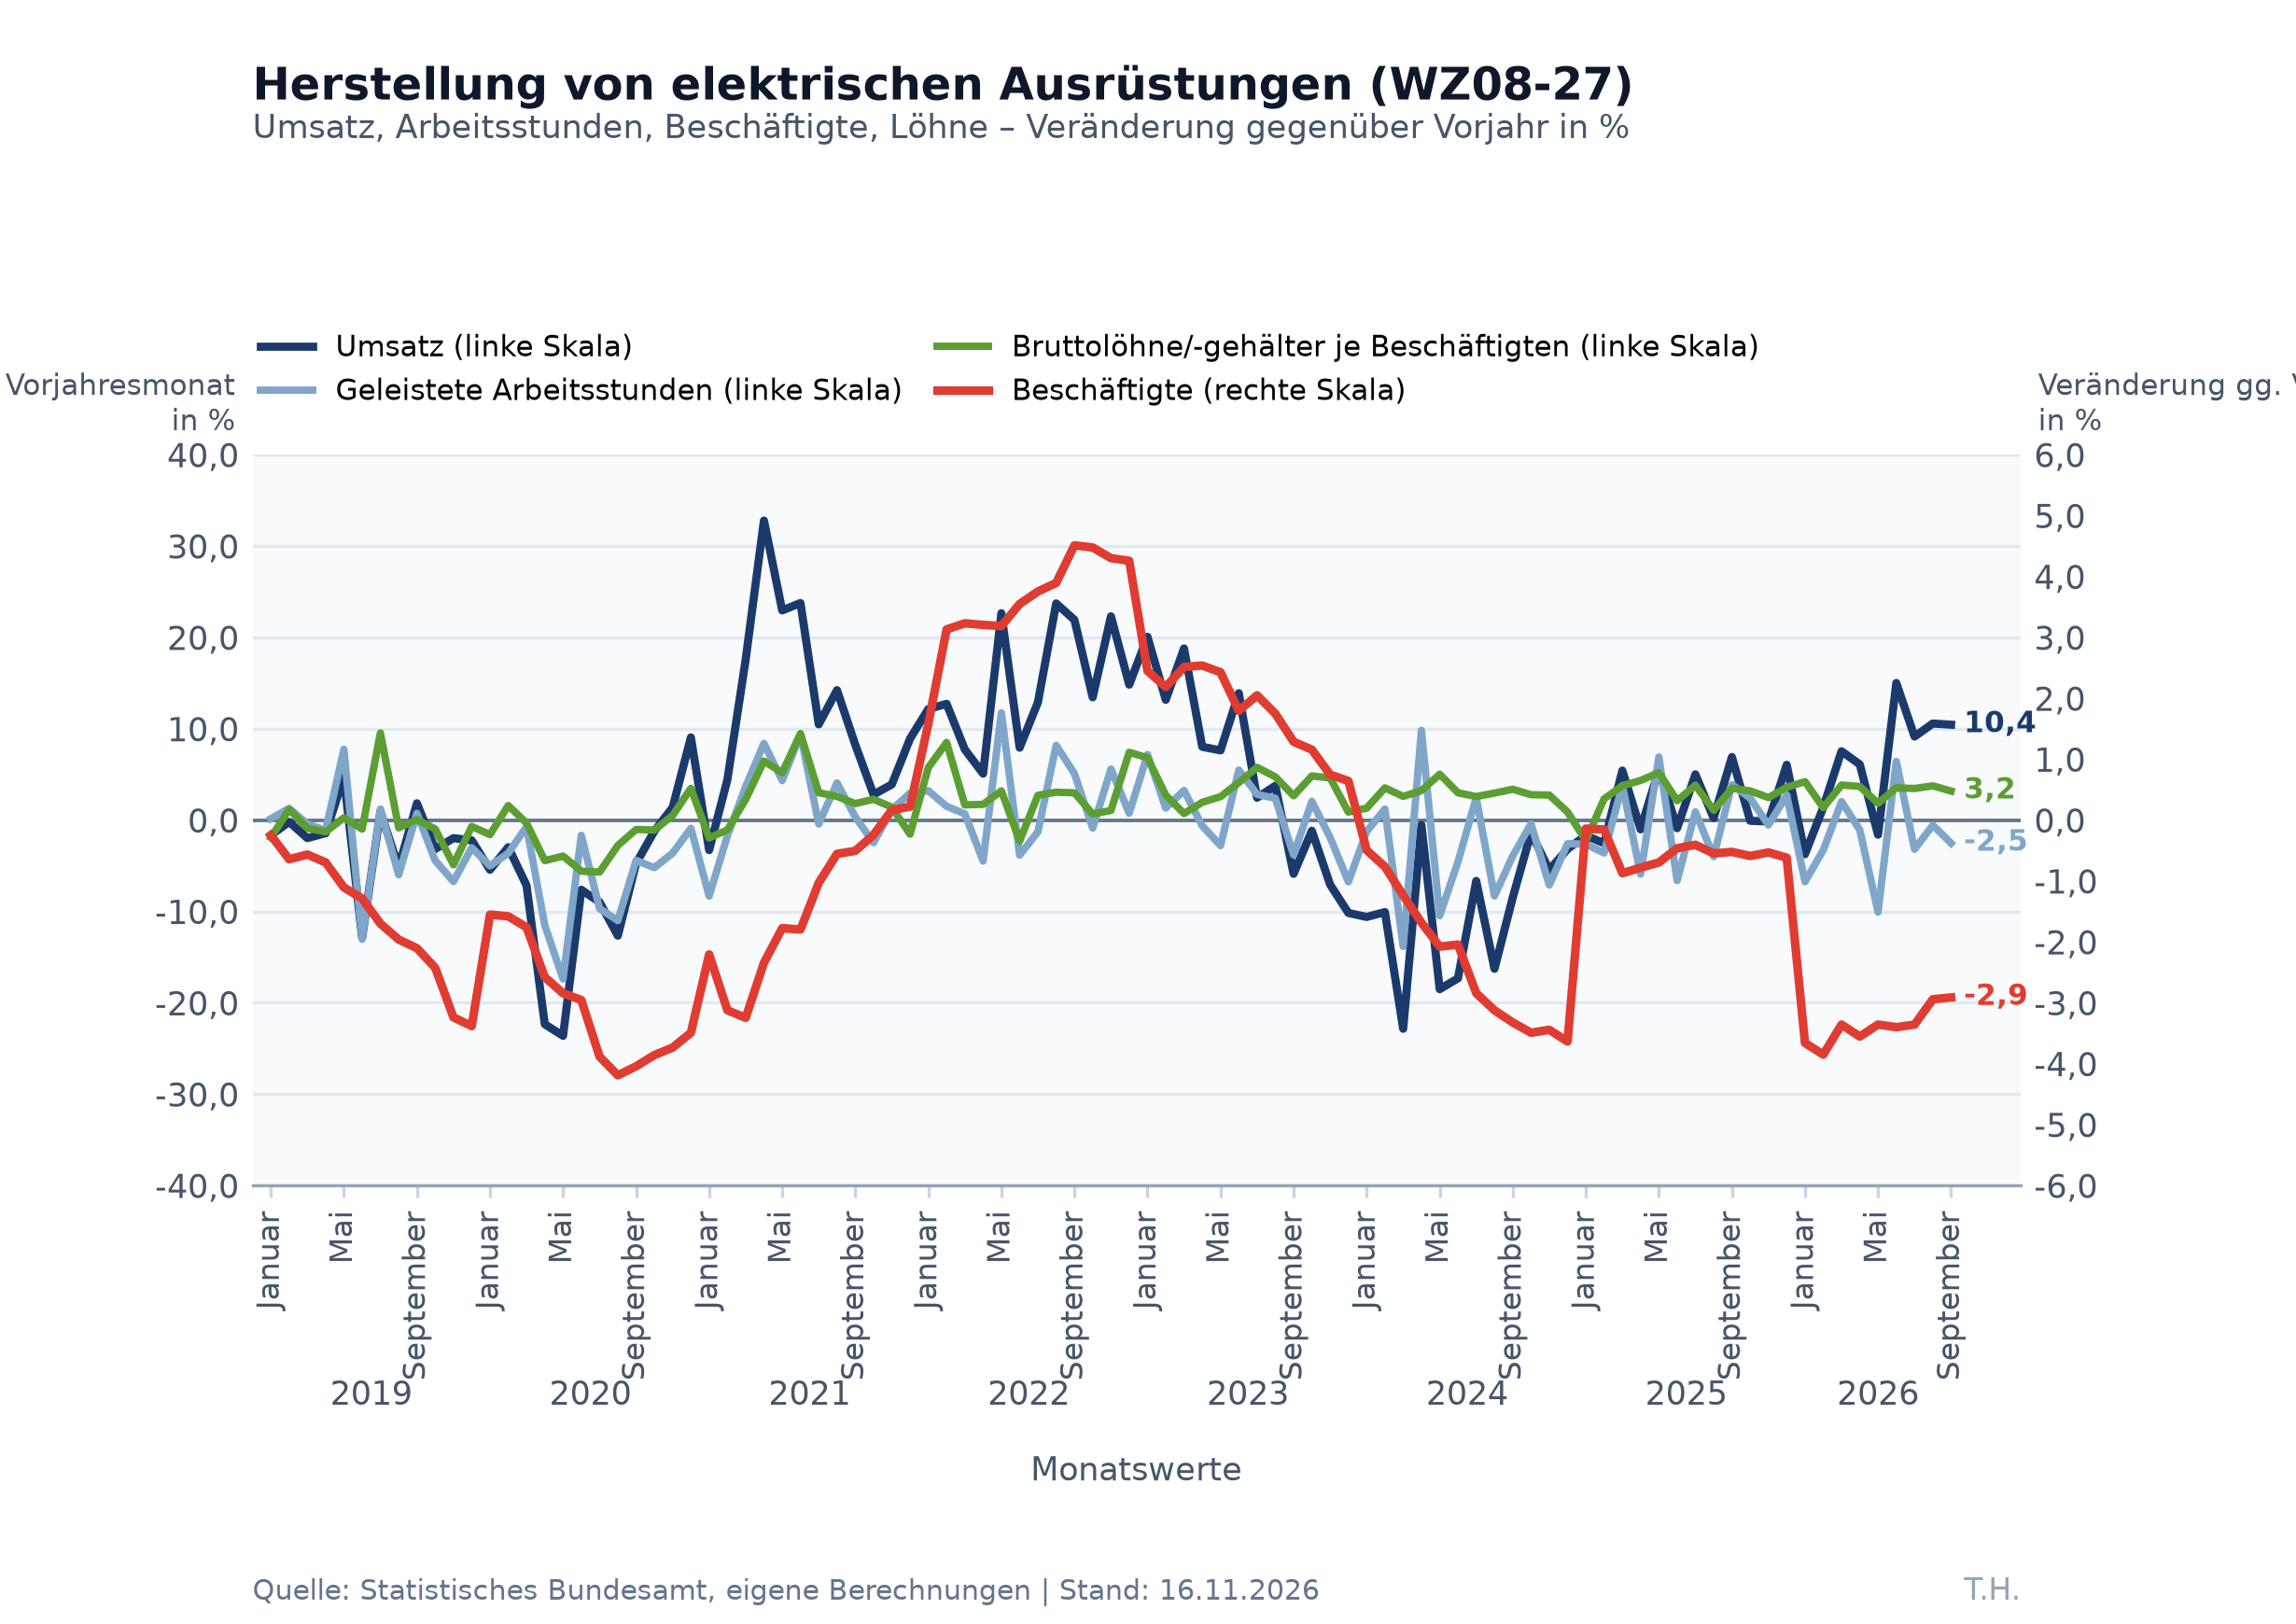 Herstellung von elektrischen Ausrüstungen (WZ08-27)
Umsatz, Arbeitsstunden, Beschäftigte, Löhne – Veränderung gegenüber Vorjahr in %
Umsatz (linke Skala)
Geleistete Arbeitsstunden (linke Skala)
Bruttolöhne/-gehälter je Beschäftigten (linke Skala)
Beschäftigte (rechte Skala)
Vorjahresmonat
in %
Veränderung gg.
in %
40,0
30,0
20,0
10,0
0,0
-10,0
-20,0
-30,0
-40,0
6,0
5,0
4,0
3,0
2,0
1,0
0,0
-1,0
-2,0
-3,0
-4,0
-5,0
-6,0
10,4
3,2
-2,5
-2,9
Januar
Mai
September
Januar
Mai
September
Januar
Mai
September
Januar
Mai
September
Januar
Mai
September
Januar
Mai
September
Januar
Mai
September
Januar
Mai
September
2019
2020
2021
2022
2023
2024
2025
2026
Monatswerte
Quelle: Statistisches Bundesamt, eigene Berechnungen | Stand: 16.11.2026
T.H.